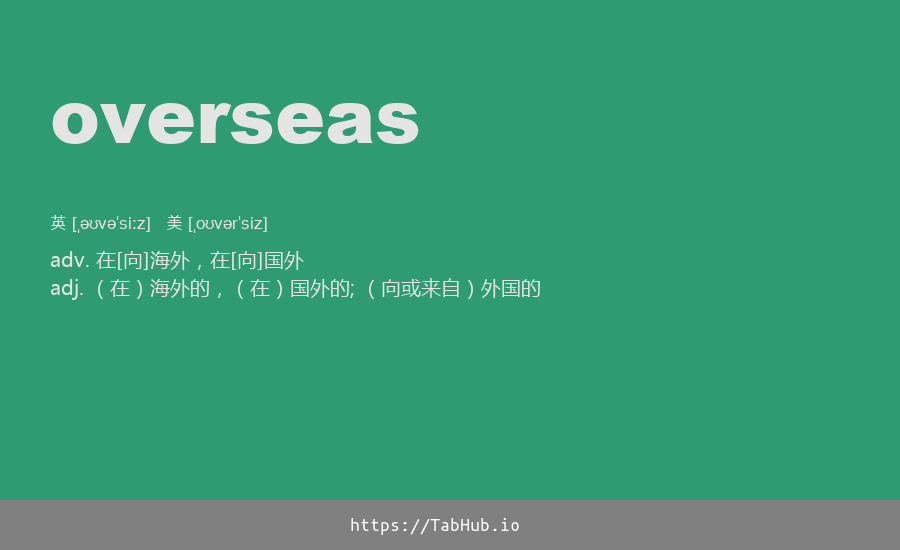 overseas
英 [ˌəʊvəˈsiːz] 美 [ˌoʊvərˈsiz]
adv. 在[向]海外，在[向]国外
adj. （在）海外的，（在）国外的; （向或来自）外国的
https://TabHub.io